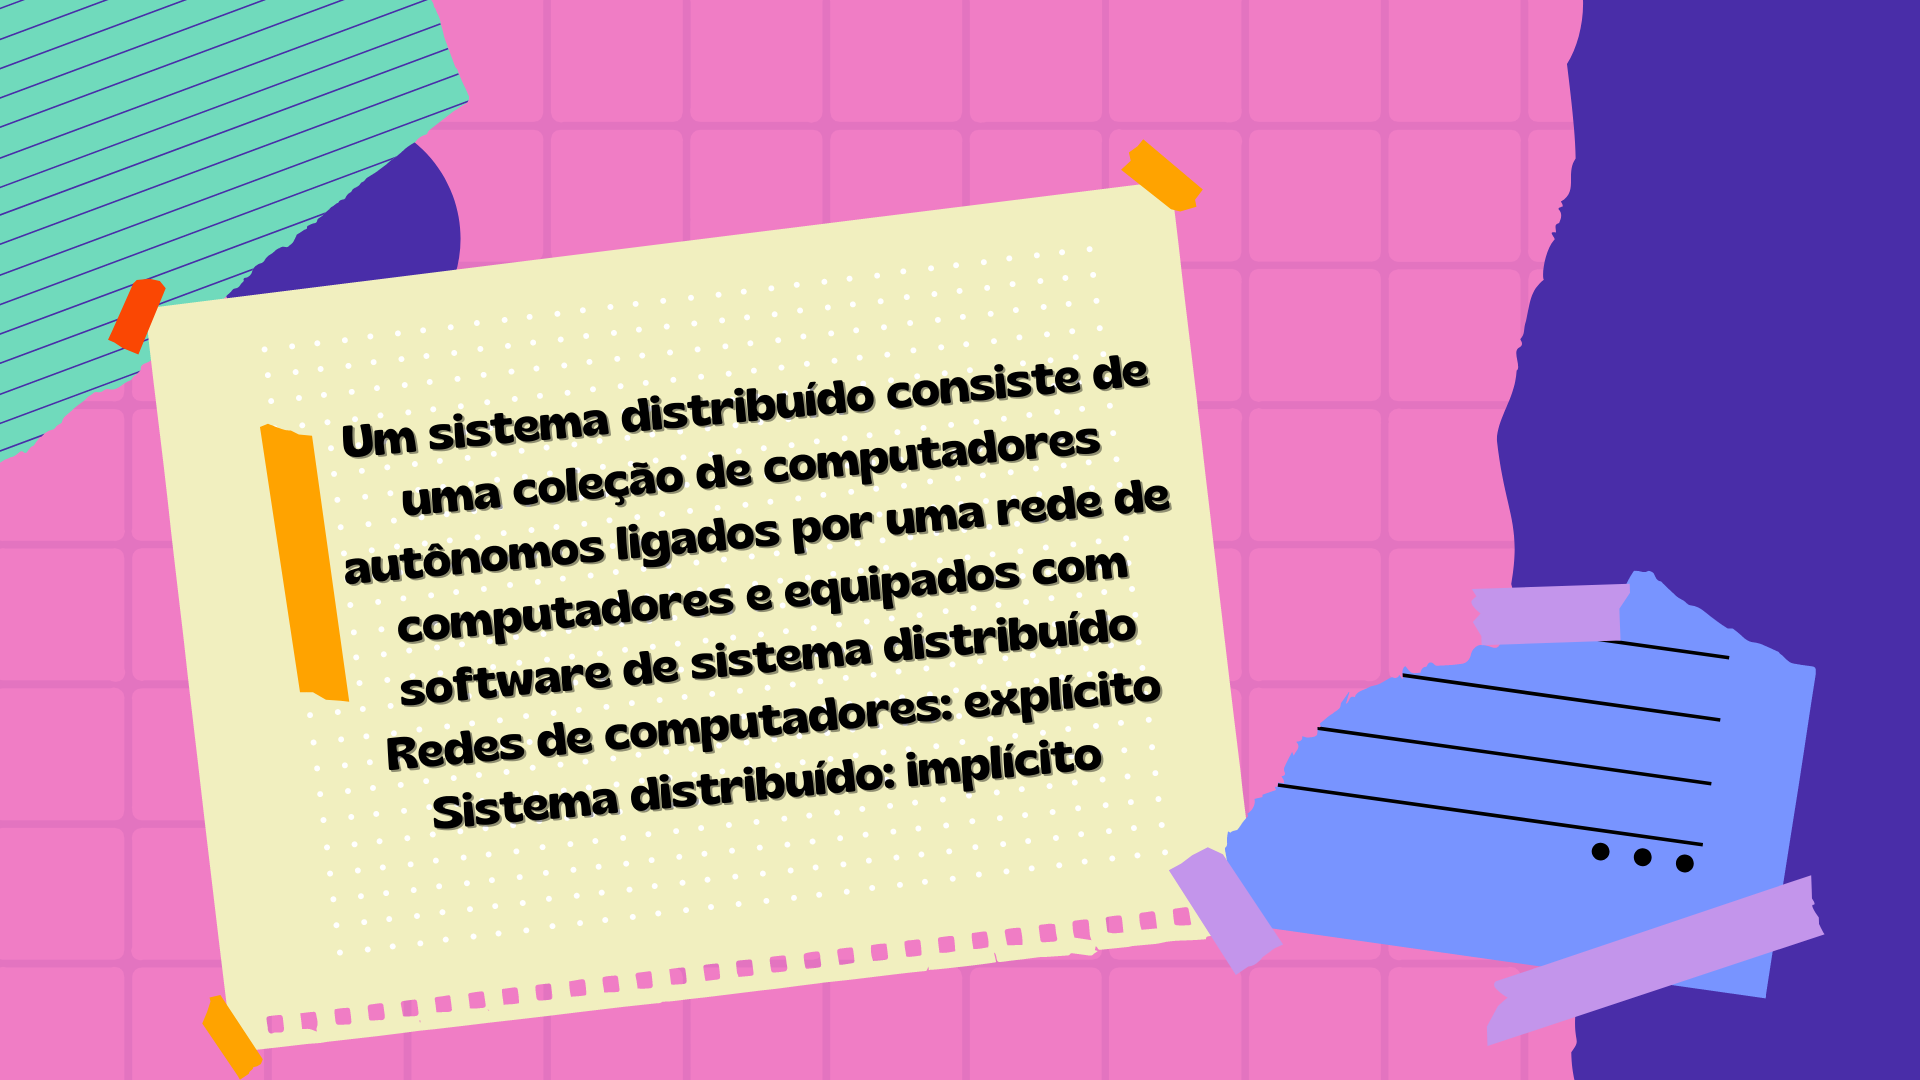 Um sistema distribuído consiste de
uma coleção de computadores
autônomos ligados por uma rede de
computadores e equipados com
software de sistema distribuído
Redes de computadores: explícito
Sistema distribuído: implícito